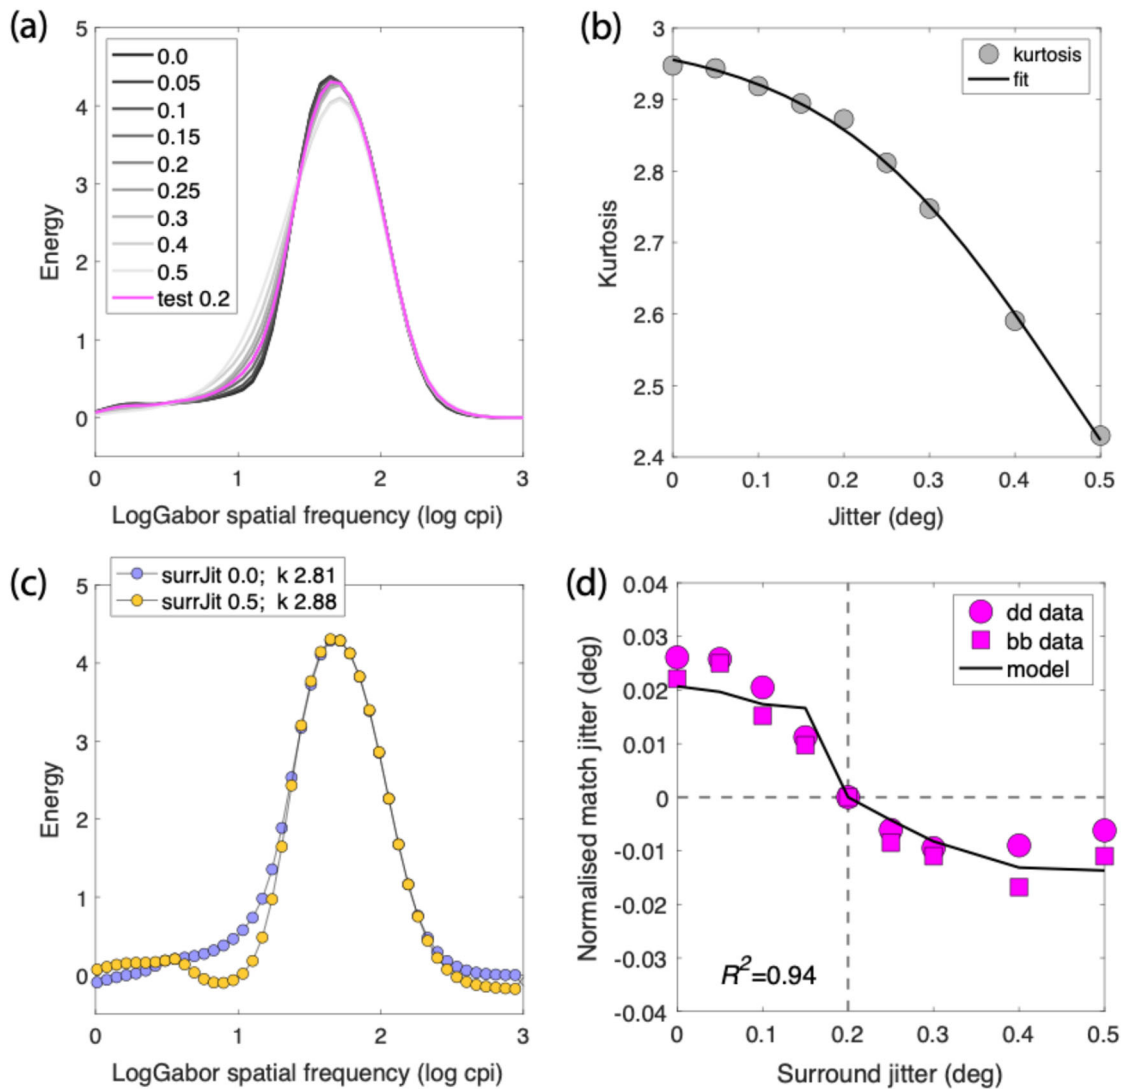 (a)
5
4
3
2
1
0
Energy
0
1
2
3
LogGabor spatial frequency (log cpi)
0.0
0.05
0.1
0.15
0.2
0.25
0.3
0.4
0.5
test 0.2
(b)
3
2.9
2.8
2.7
2.6
2.5
2.4
Kurtosis
0
0.1
0.2
0.3
0.4
0.5
Jitter (deg)
kurtosis
fit
(c)
surrJit 0.0; k 2.81
surrJit 0.5; k 2.88
5
4
3
2
1
0
Energy
0
1
2
3
LogGabor spatial frequency (log cpi)
(d)
0.04
0.03
0.02
0.01
0
-0.01
-0.02
-0.03
-0.04
Normalised match jitter (deg)
dd data
bb data
model
R²=0.94
0
0.1
0.2
0.3
0.4
0.5
Surround jitter (deg)